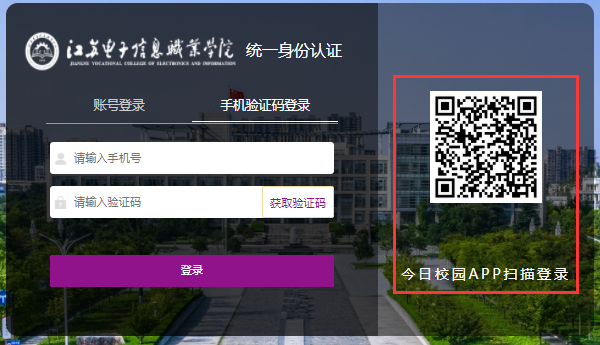 江苏电子信息职业学院 统一身份认证
JIANGSU VOCATIONAL COLLEGE OF ELECTRONICS AND INFORMATION
账号登录 手机验证码登录
请输入手机号
请输入验证码 获取验证码
登录
今日校园APP扫描登录